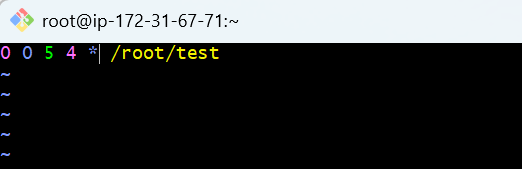 root@ip-172-31-67-71:~
0 0 5 4 * /root/test
~
~
~
~
~